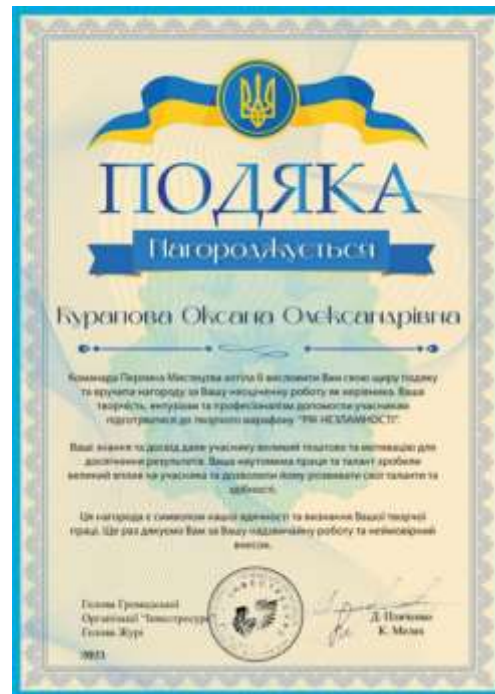 ПОДЯКА
Нагороджується
Курапова Оксана Олександрівна
Команда Перлина Мистецтва хотіла б висловити Вам свою щиру подяку
та вручити нагороду за Вашу неоціненну роботу як керівника. Ваша
творчість, ентузіазм та професіоналізм допомогли учасникам
підготуватися до творчого марафону "РІК НЕЗЛАМНОСТІ".
Ваші знання та досвід дали учаснику великий поштовх та мотивацію для
досягнення результатів. Ваша невтомна праця та талант зробили
великий вплив на учасника та дозволили йому розвивати свої таланти та
здібності.
Ця нагорода є символом нашої вдячності та визнання Вашої творчої
праці. Ще раз дякуємо Вам за Вашу надзвичайну роботу та неймовірний
внесок.
Голова Громадської
Організації
Голова Журі
Д.
К.
2023